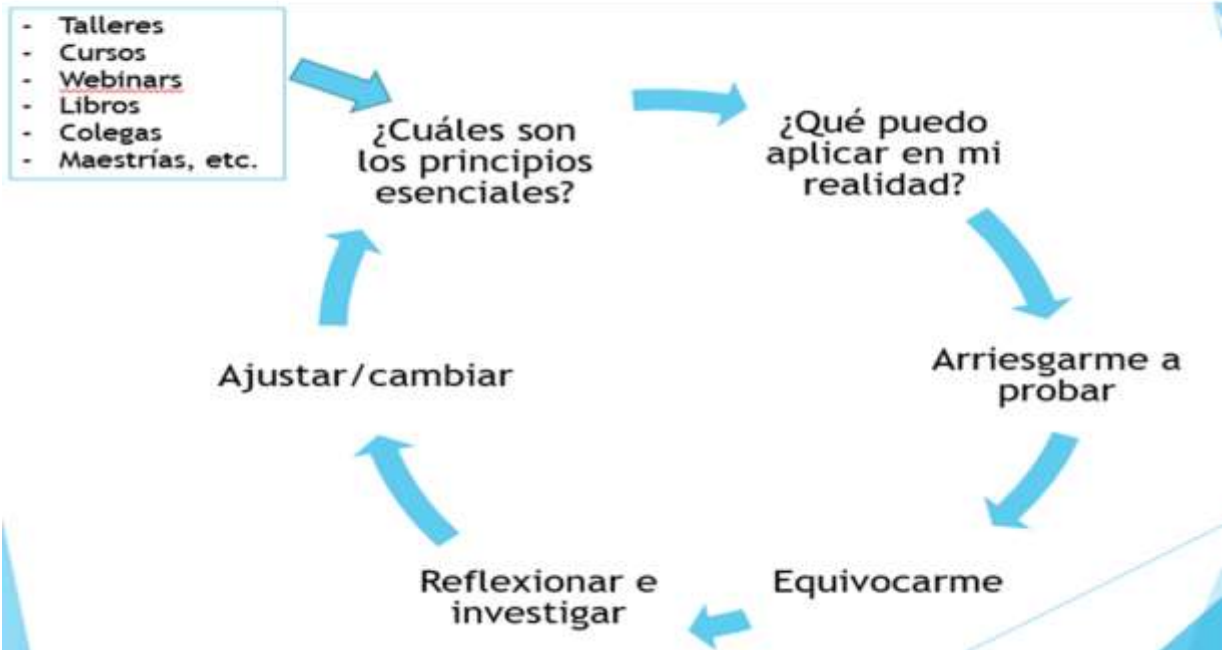 - Talleres
- Cursos
- Webinars
- Libros
- Colegas
- Maestrías, etc.
¿Cuáles son
los principios
esenciales?
¿Qué puedo
aplicar en mi
realidad?
Arriesgarme a
probar
Equivocarme
Reflexionar e
investigar
Ajustar/cambiar